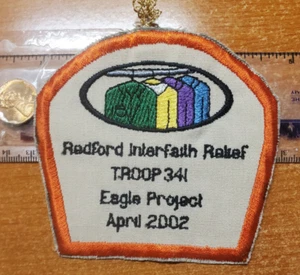 Redford Interfaith Relief
TROOP 341
Eagle Project
April 2002